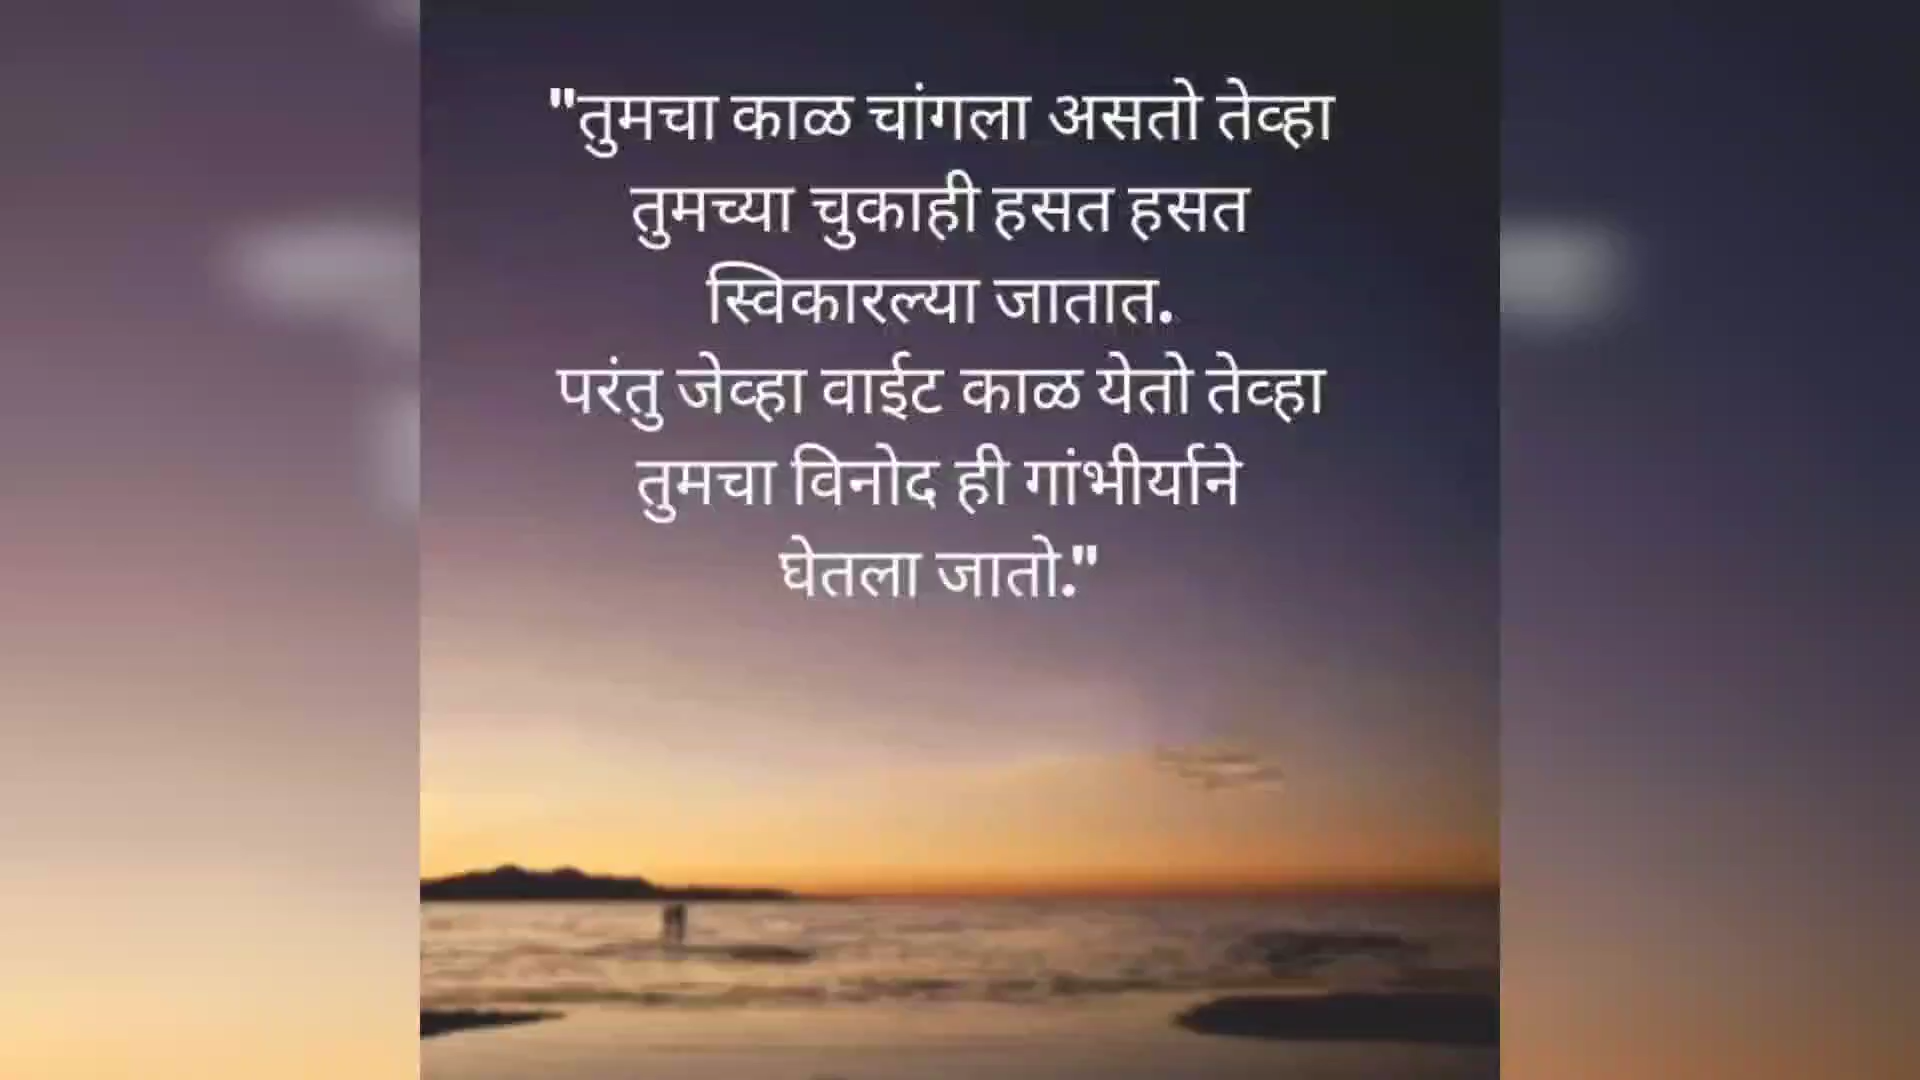 "तुमचा काळ चांगला असतो तेव्हा
तुमच्या चुकाही हसत हसत
स्विकारल्या जातात.
परंतु जेव्हा वाईट काळ येतो तेव्हा
तुमचा विनोद ही गांभीर्याने
घेतला जातो."